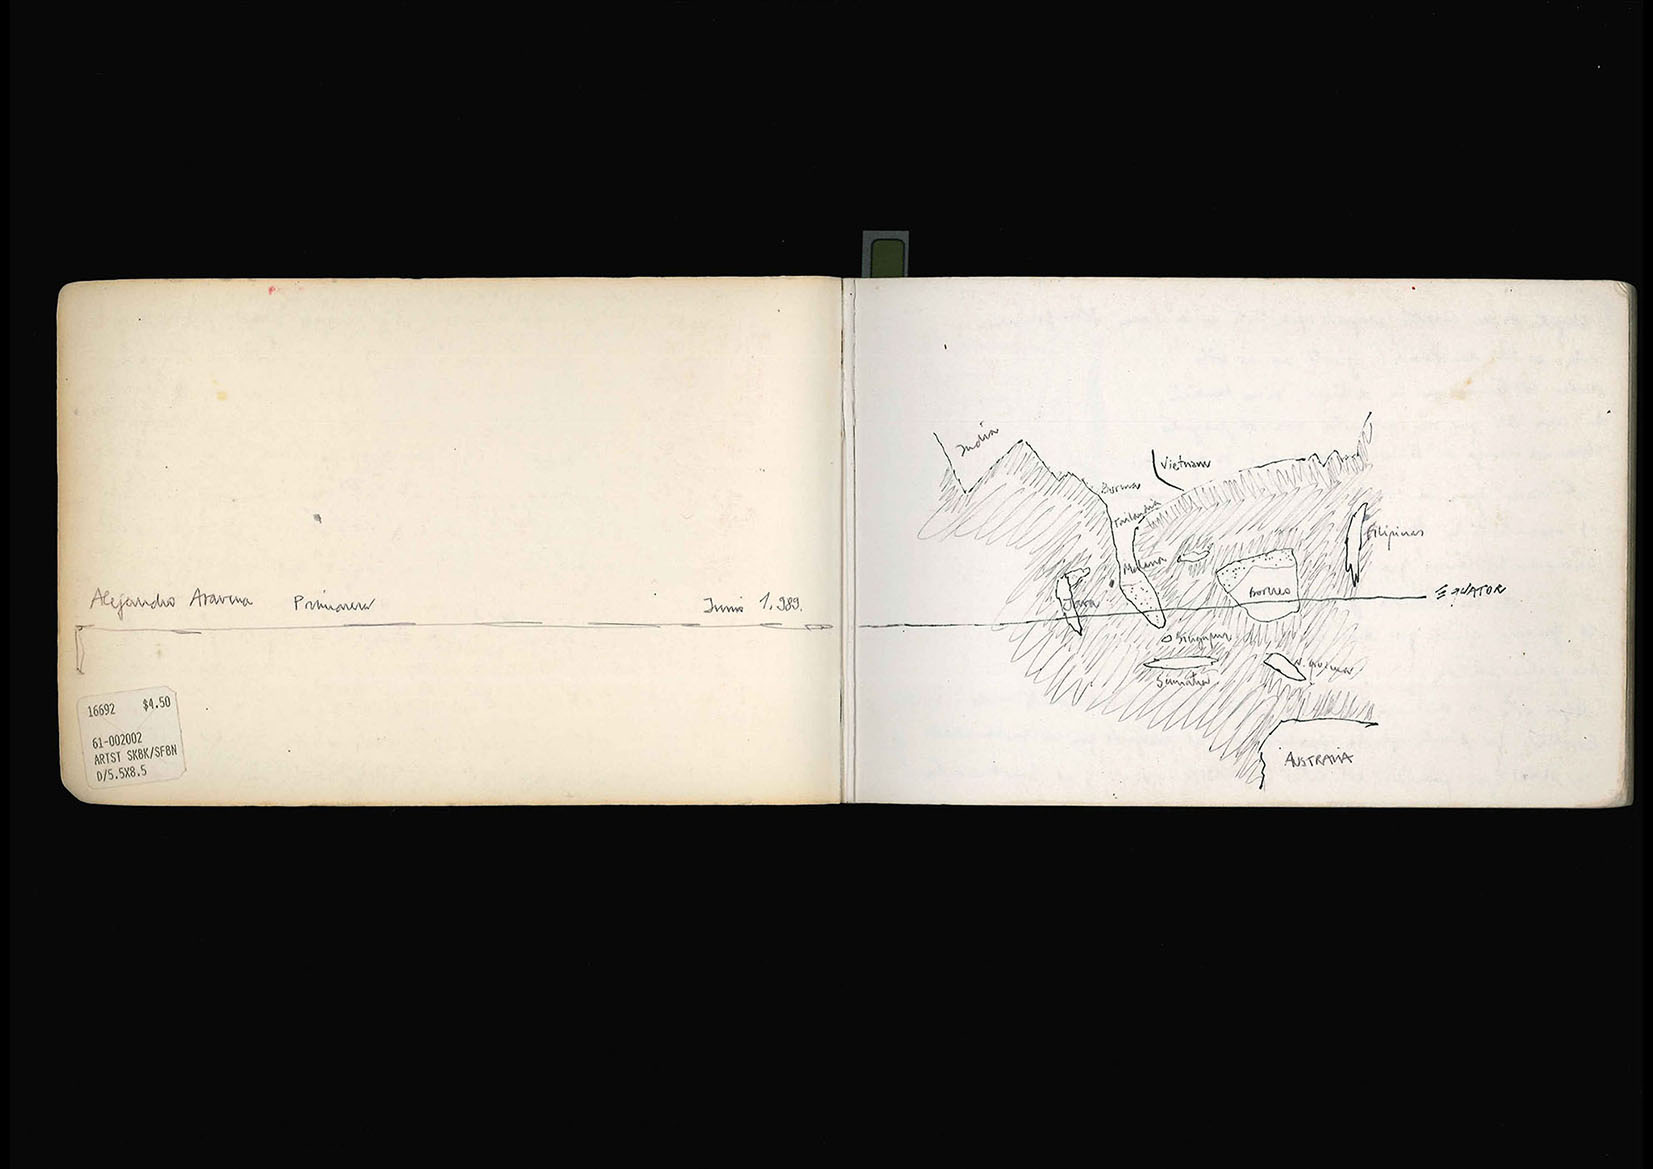 Alejandro Aravena Primavera Junio 1.989.
16692 $4.50
61-002002
ARTST SKBK/SFBN
D/5.5X8.5
India
Vietnam
Burma
Tailandia
Filipinas
Malasia
Borneo
EQUATOR
Java
Singapur
N. Guinea
Sumatra
AUSTRALIA